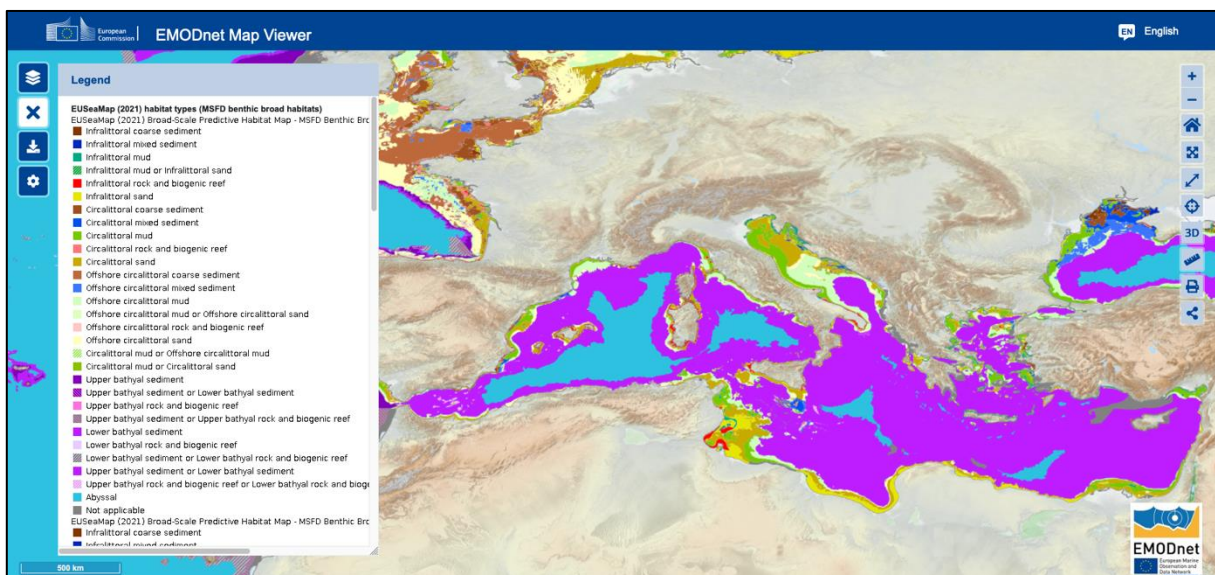 European
Commission
EMODnet Map Viewer
EN
English
Legend
EUSeaMap (2021) habitat types (MSFD benthic broad habitats)
EUSeaMap (2021) Broad-Scale Predictive Habitat Map - MSFD Benthic Bro
Infralittoral coarse sediment
Infralittoral mixed sediment
Infralittoral mud
Infralittoral mud or Infralittoral sand
Infralittoral rock and biogenic reef
Infralittoral sand
Circalittoral coarse sediment
Circalittoral mixed sediment
Circalittoral mud
Circalittoral rock and biogenic reef
Circalittoral sand
Offshore circalittoral coarse sediment
Offshore circalittoral mixed sediment
Offshore circalittoral mud
Offshore circalittoral mud or Offshore circalittoral sand
Offshore circalittoral rock and biogenic reef
Offshore circalittoral sand
Circalittoral mud or Offshore circalittoral mud
Circalittoral mud or Circalittoral sand
Upper bathyal sediment
Upper bathyal sediment or Lower bathyal sediment
Upper bathyal rock and biogenic reef
Upper bathyal sediment or Upper bathyal rock and biogenic reef
Lower bathyal sediment
Lower bathyal rock and biogenic reef
Lower bathyal sediment or Lower bathyal rock and biogenic reef
Upper bathyal sediment or Lower bathyal sediment
Upper bathyal rock and biogenic reef or Lower bathyal rock and bioge
Abyssal
Not applicable
EUSeaMap (2021) Broad-Scale Predictive Habitat Map - MSFD Benthic Bro
Infralittoral coarse sediment
Infralittoral mixed sediment
500 km
3D
EMODnet
European Marine
Observation and
Data Network